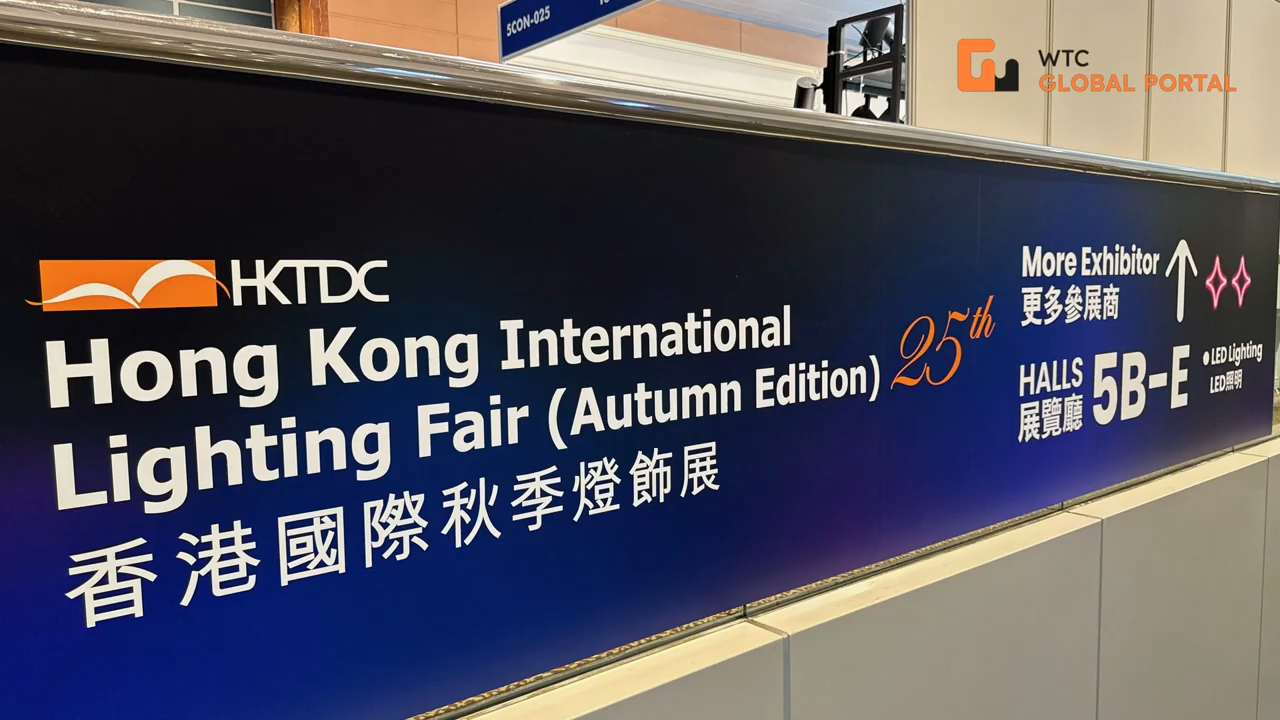 5CON-025
WTC
GLOBAL PORTAL
HKTDC
Hong Kong International
Lighting Fair (Autumn Edition)
25th
香港國際秋季燈飾展
More Exhibitor
更多參展商
HALLS
展覽廳
5B-E
• LED Lighting
LED照明